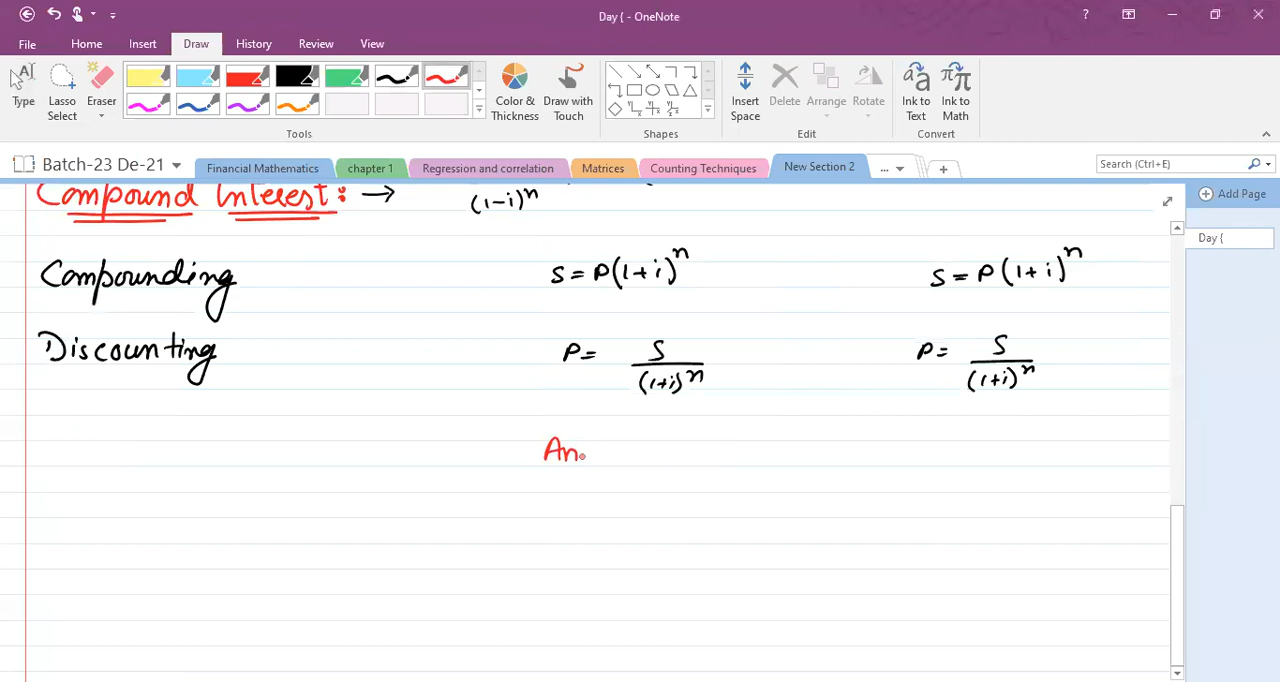 Day { - OneNote
?
File Home Insert Draw History Review View
Type
Lasso Select
Eraser
Color & Thickness
Draw with Touch
Insert Space
Delete
Arrange
Rotate
Ink to Text
Ink to Math
Tools
Shapes
Edit
Convert
Batch-23 De-21
Financial Mathematics
chapter 1
Regression and correlation
Matrices
Counting Techniques
New Section 2
...
Search (Ctrl+E)
Add Page
Day {
Compound Interest: →
(1-i)^n
Compounding S = P(1+i)^n S = P(1+i)^n
Discounting P = S/(1+i)^n P = S/(1+i)^n
An